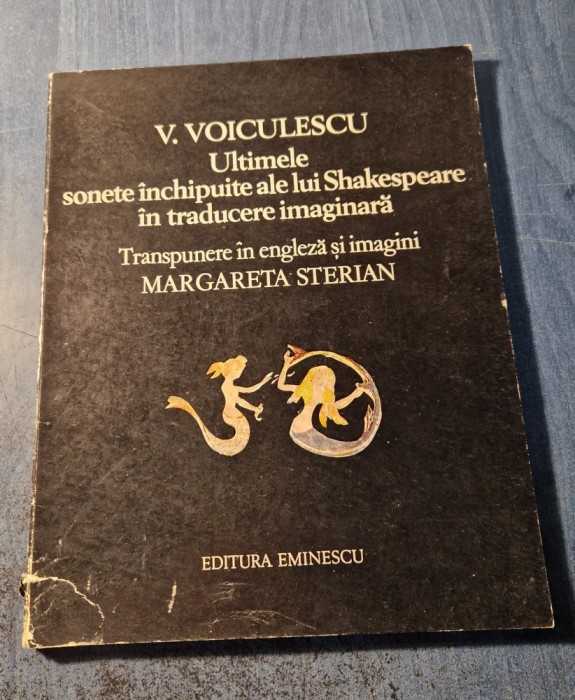 V. VOICULESCU
Ultimele
sonete închipuite ale lui Shakespeare
în traducere imaginară
Transpunere în engleză și imagini
MARGARETA STERIAN
EDITURA EMINESCU